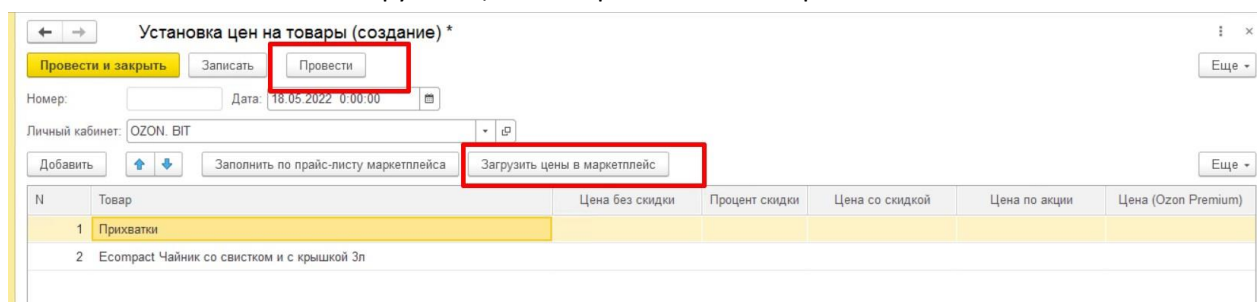 Установка цен на товары (создание) *
Провести и закрыть Записать Провести Еще
Номер: Дата: 18.05.2022 0:00:00
Личный кабинет: OZON. BIT
Добавить Заполнить по прайс-листу маркетплейса Загрузить цены в маркетплейс Еще
N Товар Цена без скидки Процент скидки Цена со скидкой Цена по акции Цена (Ozon Premium)
1 Прихватки
2 Ecompact Чайник со свистком и с крышкой 3л